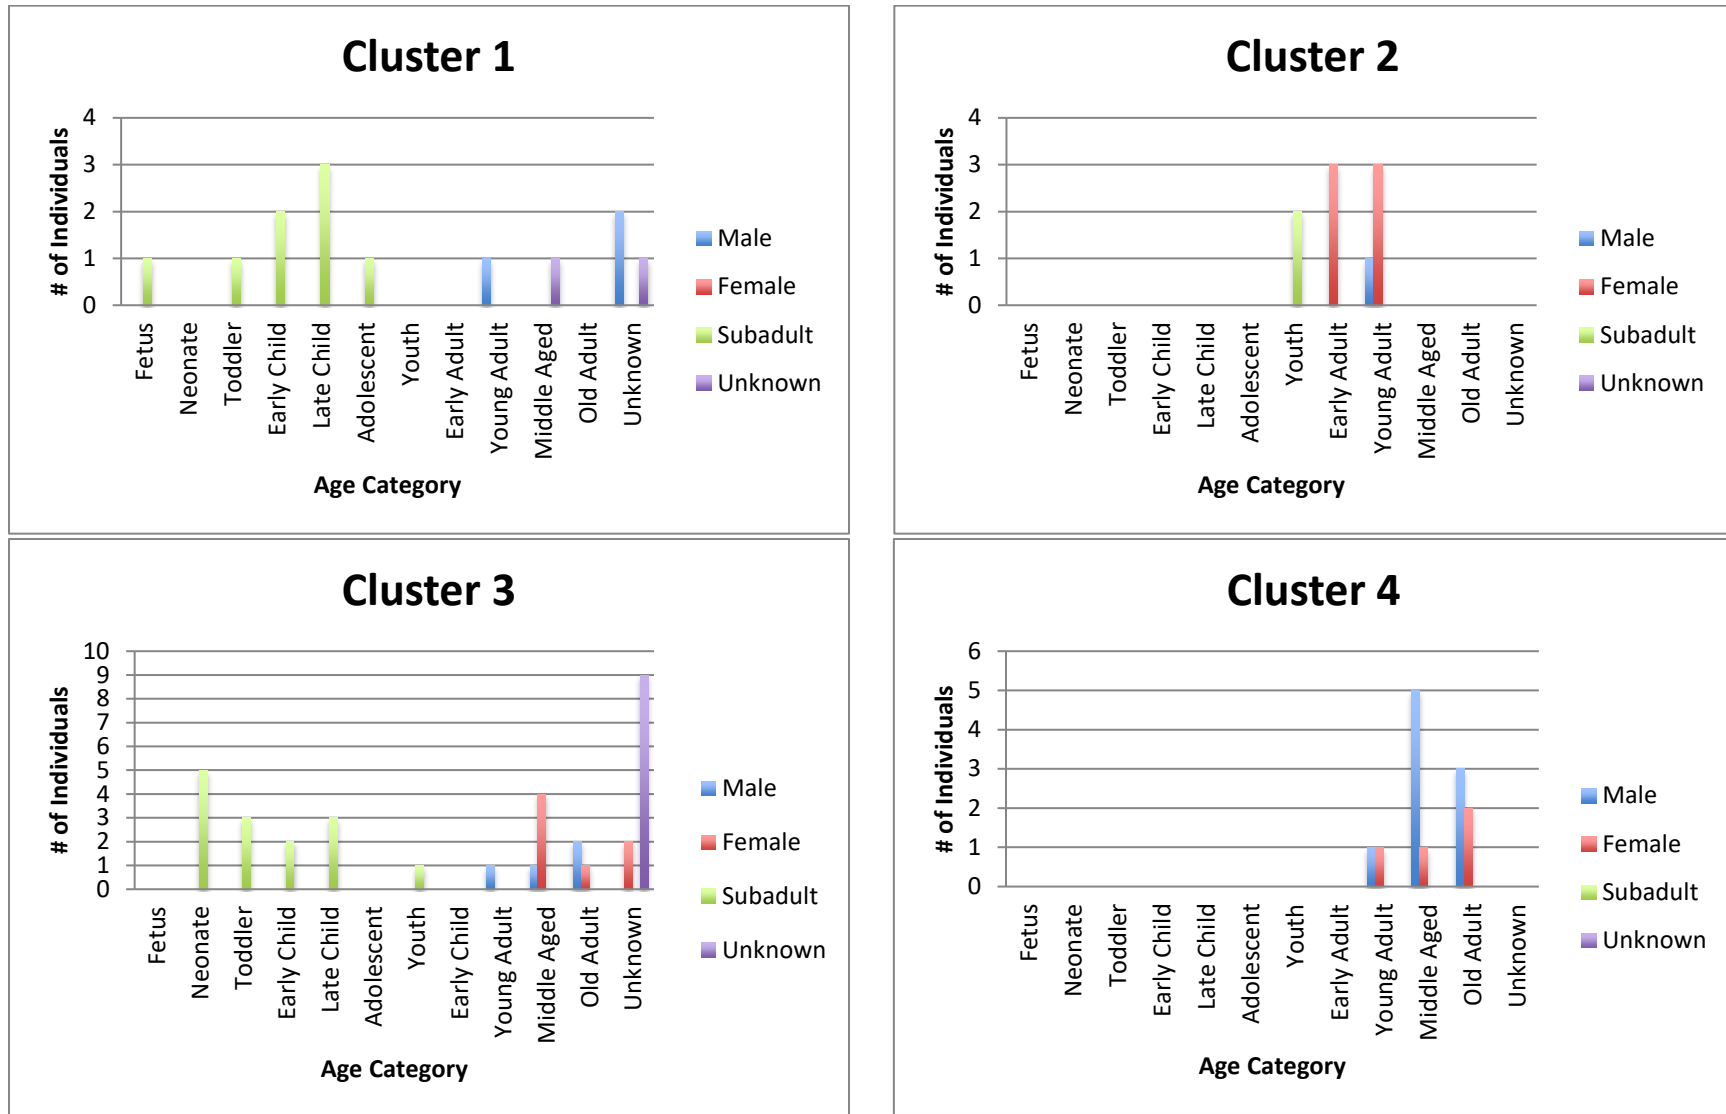 Cluster 1
# of Individuals
4
3
2
1
0
Fetus
Neonate
Toddler
Early Child
Late Child
Adolescent
Youth
Early Adult
Young Adult
Middle Aged
Old Adult
Unknown
Age Category
Male
Female
Subadult
Unknown
Cluster 2
# of Individuals
4
3
2
1
0
Fetus
Neonate
Toddler
Early Child
Late Child
Adolescent
Youth
Early Adult
Young Adult
Middle Aged
Old Adult
Unknown
Age Category
Male
Female
Subadult
Unknown
Cluster 3
# of Individuals
10
9
8
7
6
5
4
3
2
1
0
Fetus
Neonate
Toddler
Early Child
Late Child
Adolescent
Youth
Early Child
Young Adult
Middle Aged
Old Adult
Unknown
Age Category
Male
Female
Subadult
Unknown
Cluster 4
# of Individuals
6
5
4
3
2
1
0
Fetus
Neonate
Toddler
Early Child
Late Child
Adolescent
Youth
Early Adult
Young Adult
Middle Aged
Old Adult
Unknown
Age Category
Male
Female
Subadult
Unknown